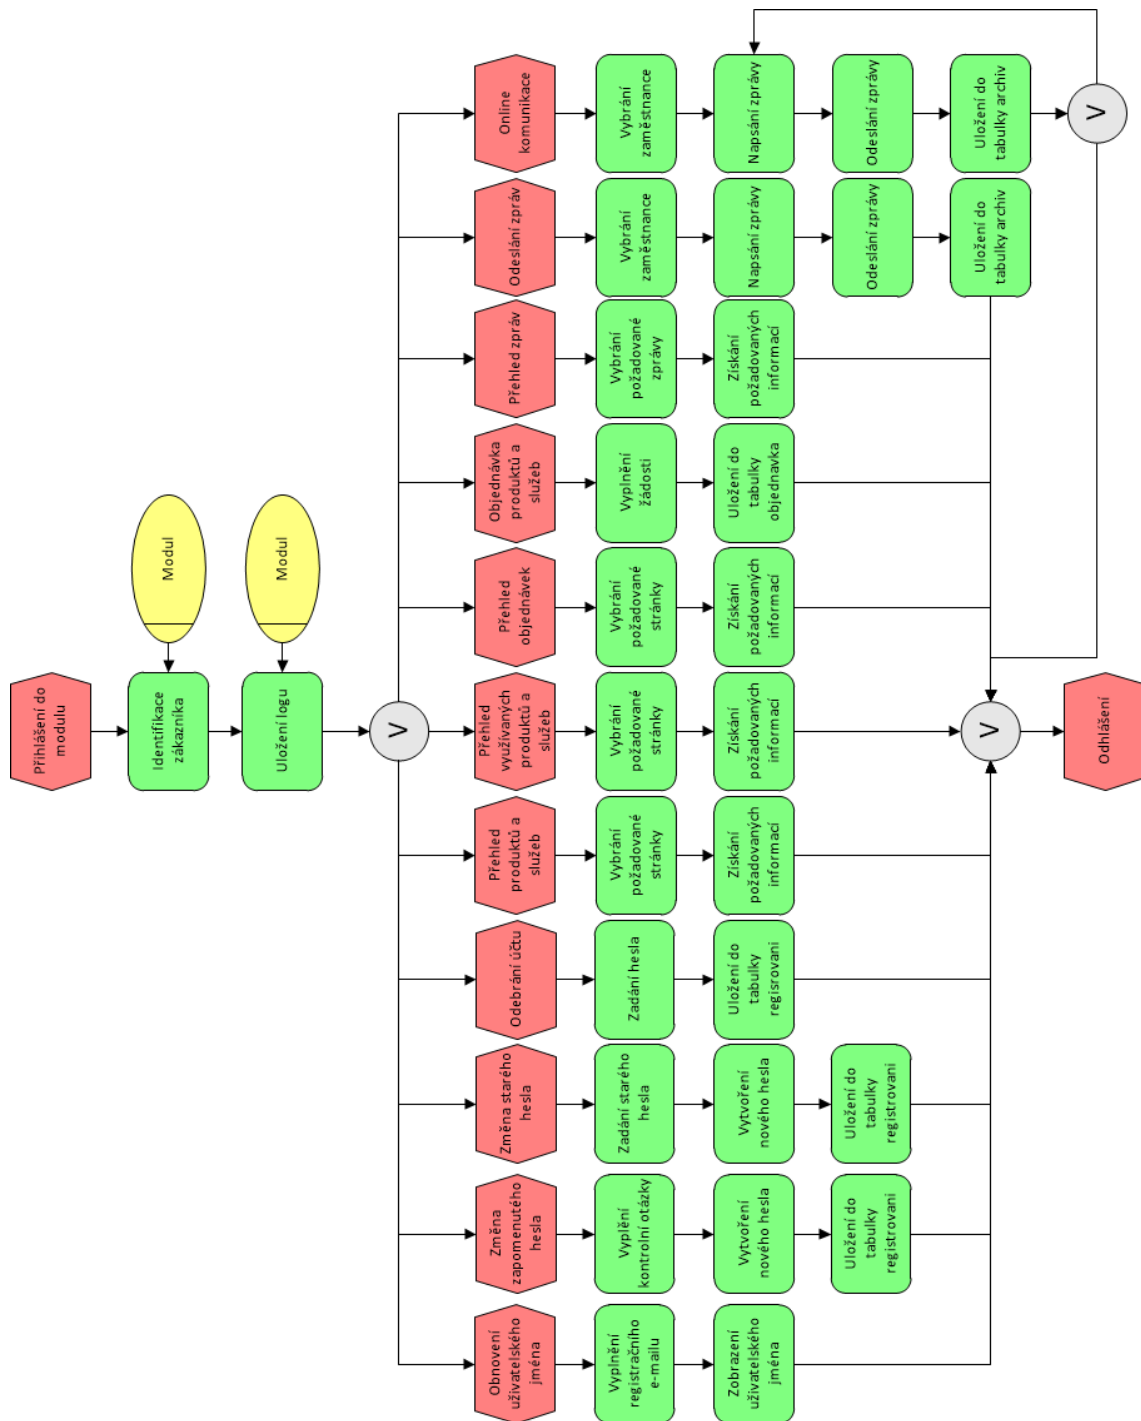 Přihlášení do
modulu
Identifikace
zákazníka
Modul
Uložení logu
Modul
V
Obnovení
uživatelského
jména
Vyplnění
registračního
e-mailu
Zobrazení
uživatelského
jména
Změna
zapomenutého
hesla
Vyplění
kontrolní otázky
Vytvoření
nového hesla
Uložení do
tabulky
registrovani
Změna starého
hesla
Zadání starého
hesla
Vytvoření
nového hesla
Uložení do
tabulky
registrovani
Odebrání účtu
Zadání hesla
Uložení do
tabulky
regisrovani
Přehled
produktů a
služeb
Vybrání
požadované
stránky
Získání
požadovaných
informací
Přehled
využívaných
produktů a
služeb
Vybrání
požadované
stránky
Získání
požadovaných
informací
Přehled
objednávek
Vybrání
požadované
stránky
Získání
požadovaných
informací
Objednávka
produktů a
služeb
Vyplnění
žádosti
Uložení do
tabulky
objednavka
Přehled zpráv
Vybrání
požadované
zprávy
Získání
požadovaných
informací
Odeslání zpráv
Vybrání
zaměstnance
Napsání zprávy
Odeslání zprávy
Uložení do
tabulky archiv
Online
komunikace
Vybrání
zaměstnance
Napsání zprávy
Odeslání zprávy
Uložení do
tabulky archiv
V
V
Odhlášení